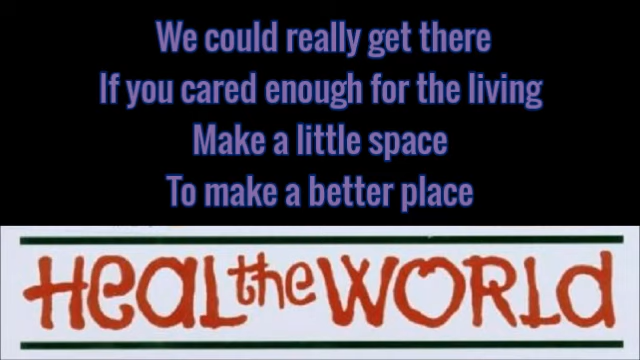 We could really get there
If you cared enough for the living
Make a little space
To make a better place
Heal the WORLd